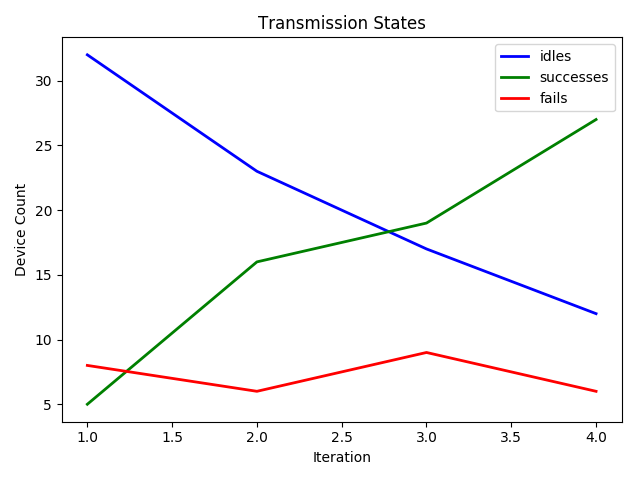 Transmission States
idles
successes
fails
Device Count
30
25
20
15
10
5
1.0 1.5 2.0 2.5 3.0 3.5 4.0
Iteration